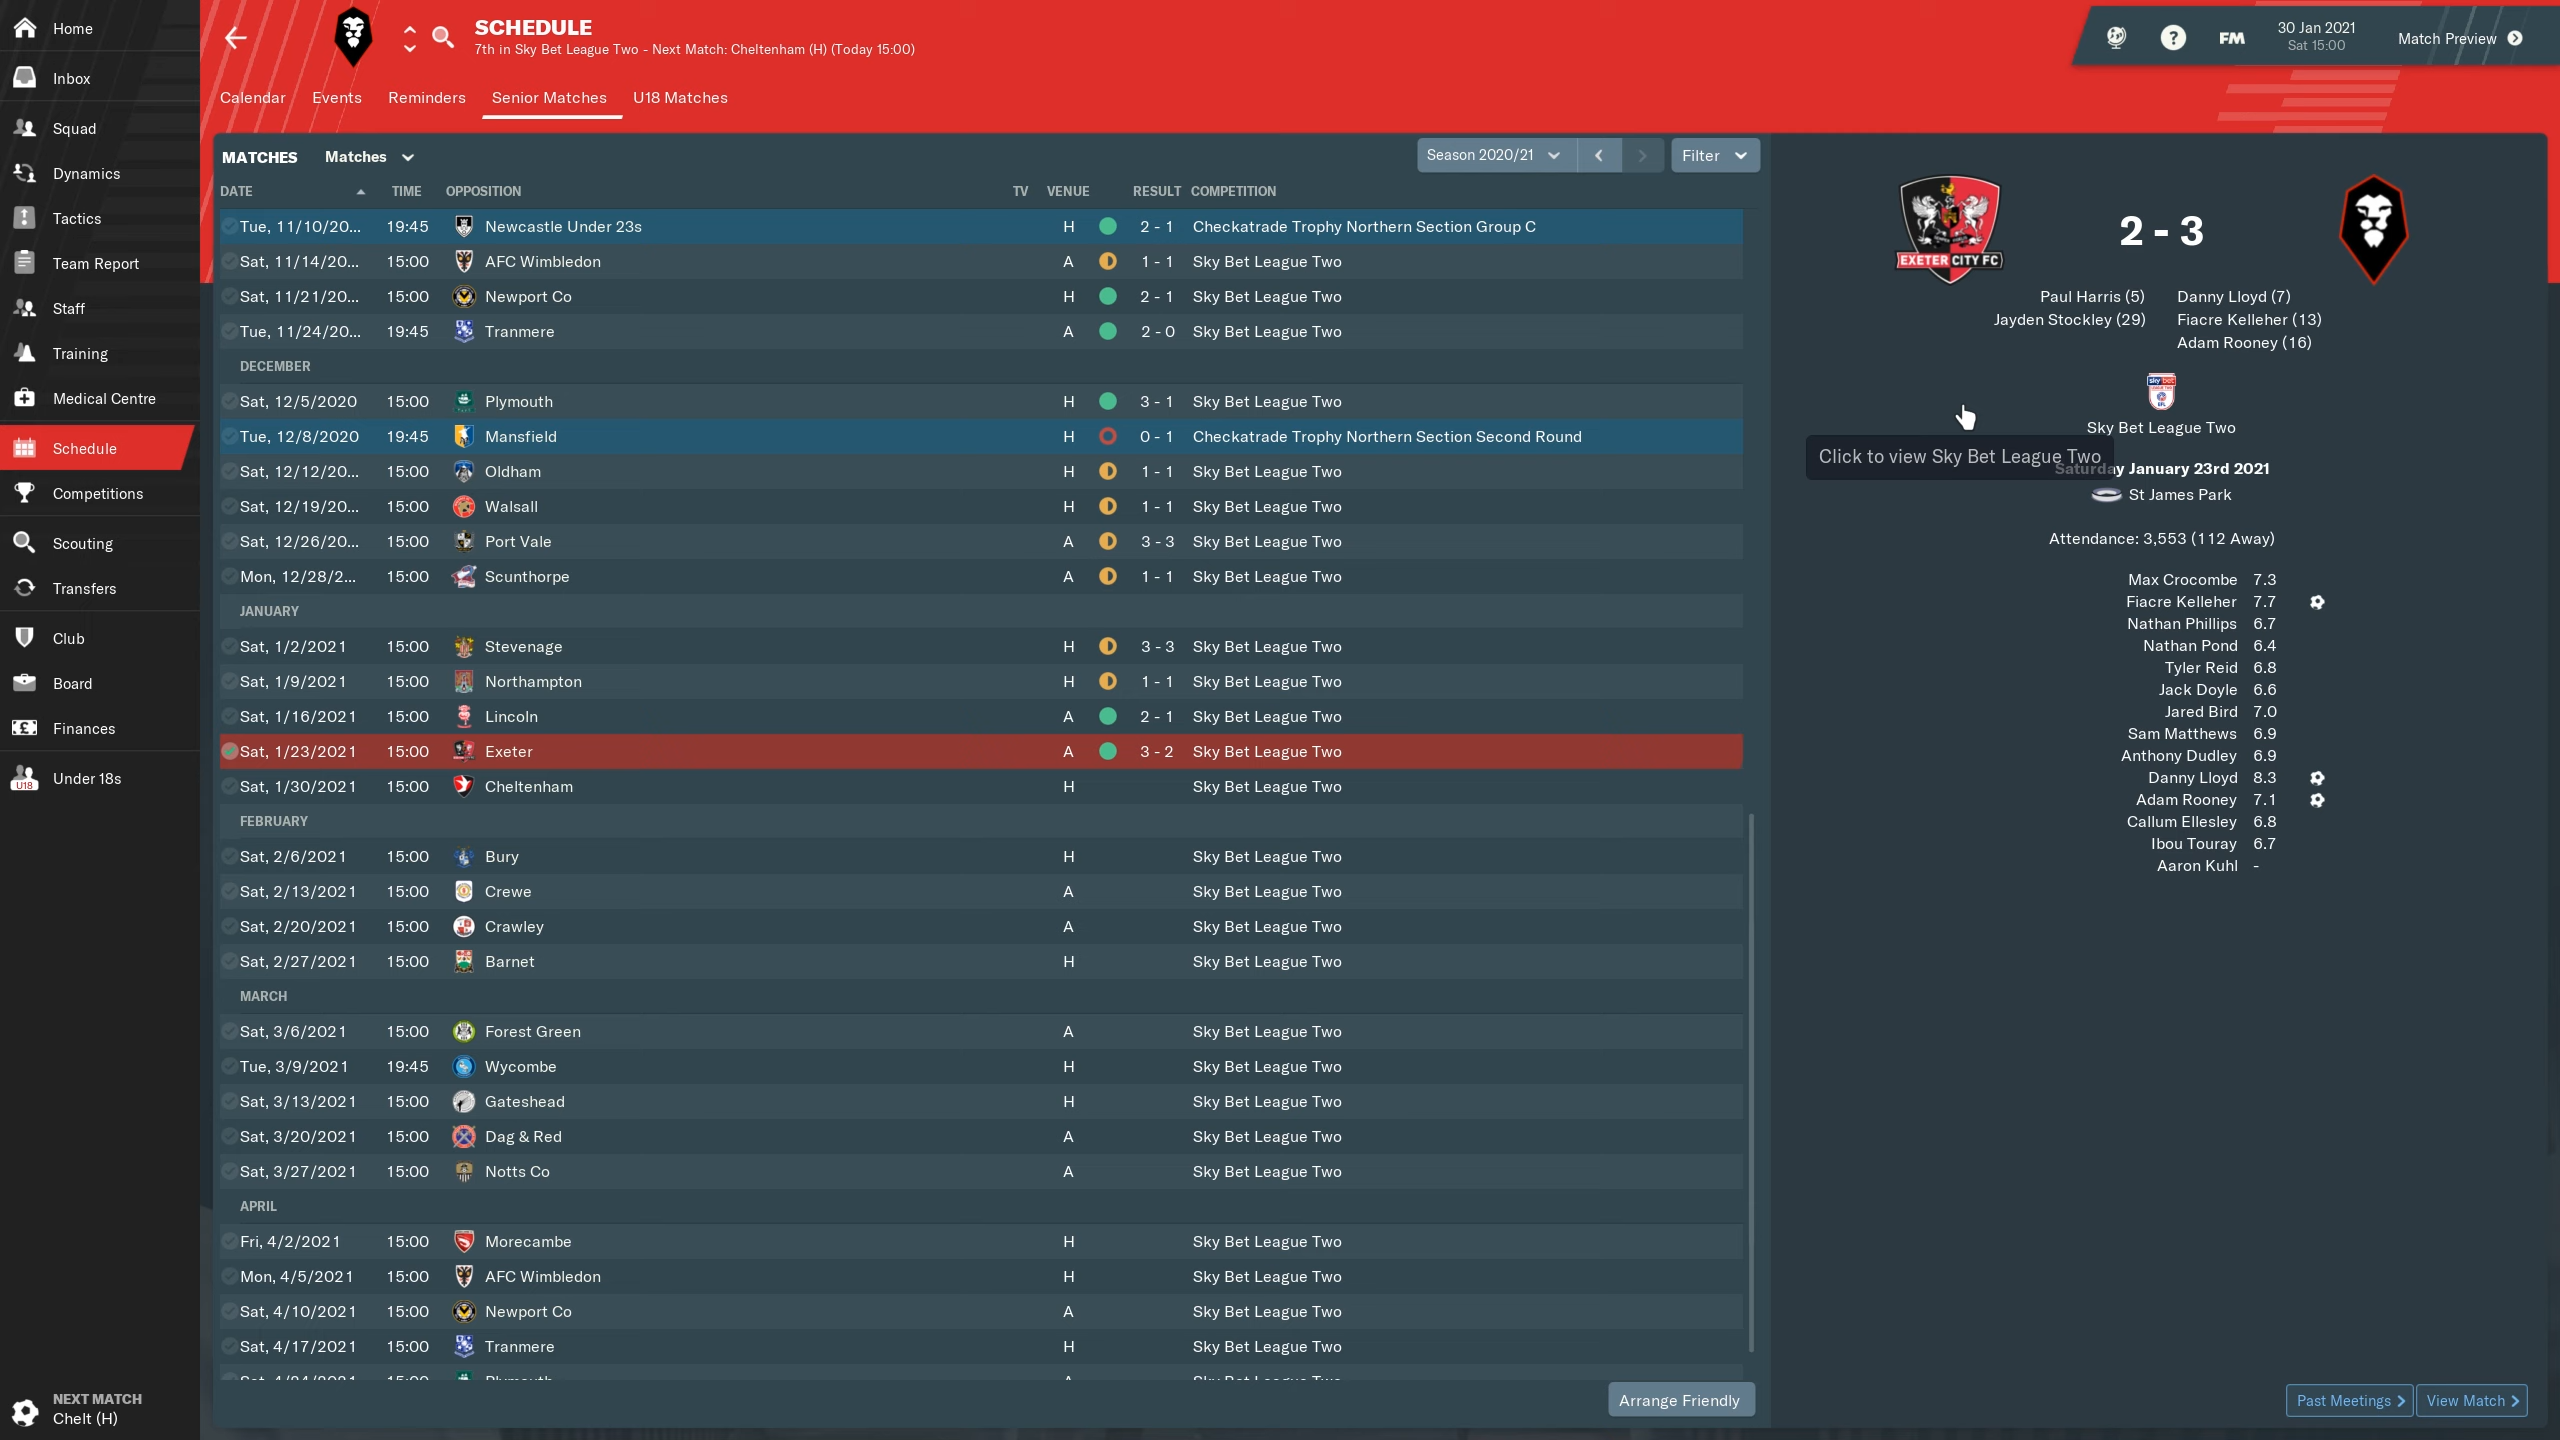 Home
Inbox
Squad
Dynamics
Tactics
Team Report
Staff
Training
Medical Centre
Schedule
Competitions
Scouting
Transfers
Club
Board
Finances
U18
Under 18s
NEXT MATCH
Chelt (H)
SCHEDULE
7th in Sky Bet League Two - Next Match: Cheltenham (H) (Today 15:00)
? FM
30 Jan 2021
Sat 15:00
Match Preview
Calendar Events Reminders Senior Matches U18 Matches
MATCHES Matches Season 2020/21 Filter
DATE TIME OPPOSITION TV VENUE RESULT COMPETITION
Tue, 11/10/20... 19:45 Newcastle Under 23s H 2 - 1 Checkatrade Trophy Northern Section Group C
Sat, 11/14/20... 15:00 AFC Wimbledon A 1 - 1 Sky Bet League Two
Sat, 11/21/20... 15:00 Newport Co H 2 - 1 Sky Bet League Two
Tue, 11/24/20... 19:45 Tranmere A 2 - 0 Sky Bet League Two
DECEMBER
Sat, 12/5/2020 15:00 Plymouth H 3 - 1 Sky Bet League Two
Tue, 12/8/2020 19:45 Mansfield H 0 - 1 Checkatrade Trophy Northern Section Second Round
Sat, 12/12/20... 15:00 Oldham H 1 - 1 Sky Bet League Two
Sat, 12/19/20... 15:00 Walsall H 1 - 1 Sky Bet League Two
Sat, 12/26/20... 15:00 Port Vale A 3 - 3 Sky Bet League Two
Mon, 12/28/2... 15:00 Scunthorpe A 1 - 1 Sky Bet League Two
JANUARY
Sat, 1/2/2021 15:00 Stevenage H 3 - 3 Sky Bet League Two
Sat, 1/9/2021 15:00 Northampton H 1 - 1 Sky Bet League Two
Sat, 1/16/2021 15:00 Lincoln A 2 - 1 Sky Bet League Two
Sat, 1/23/2021 15:00 Exeter A 3 - 2 Sky Bet League Two
Sat, 1/30/2021 15:00 Cheltenham H Sky Bet League Two
FEBRUARY
Sat, 2/6/2021 15:00 Bury H Sky Bet League Two
Sat, 2/13/2021 15:00 Crewe A Sky Bet League Two
Sat, 2/20/2021 15:00 Crawley A Sky Bet League Two
Sat, 2/27/2021 15:00 Barnet H Sky Bet League Two
MARCH
Sat, 3/6/2021 15:00 Forest Green A Sky Bet League Two
Tue, 3/9/2021 19:45 Wycombe H Sky Bet League Two
Sat, 3/13/2021 15:00 Gateshead H Sky Bet League Two
Sat, 3/20/2021 15:00 Dag & Red A Sky Bet League Two
Sat, 3/27/2021 15:00 Notts Co A Sky Bet League Two
APRIL
Fri, 4/2/2021 15:00 Morecambe H Sky Bet League Two
Mon, 4/5/2021 15:00 AFC Wimbledon H Sky Bet League Two
Sat, 4/10/2021 15:00 Newport Co A Sky Bet League Two
Sat, 4/17/2021 15:00 Tranmere H Sky Bet League Two
Sat, 4/24/2021 15:00 Plymouth A Sky Bet League Two
Arrange Friendly
EXETER CITY FC
2 - 3
Paul Harris (5) Danny Lloyd (7)
Jayden Stockley (29) Fiacre Kelleher (13)
Adam Rooney (16)
sky bet
EFL
Sky Bet League Two
Click to view Sky Bet League Two
Saturday January 23rd 2021
St James Park
Attendance: 3,553 (112 Away)
Max Crocombe 7.3
Fiacre Kelleher 7.7
Nathan Phillips 6.7
Nathan Pond 6.4
Tyler Reid 6.8
Jack Doyle 6.6
Jared Bird 7.0
Sam Matthews 6.9
Anthony Dudley 6.9
Danny Lloyd 8.3
Adam Rooney 7.1
Callum Ellesley 6.8
Ibou Touray 6.7
Aaron Kuhl -
Past Meetings View Match